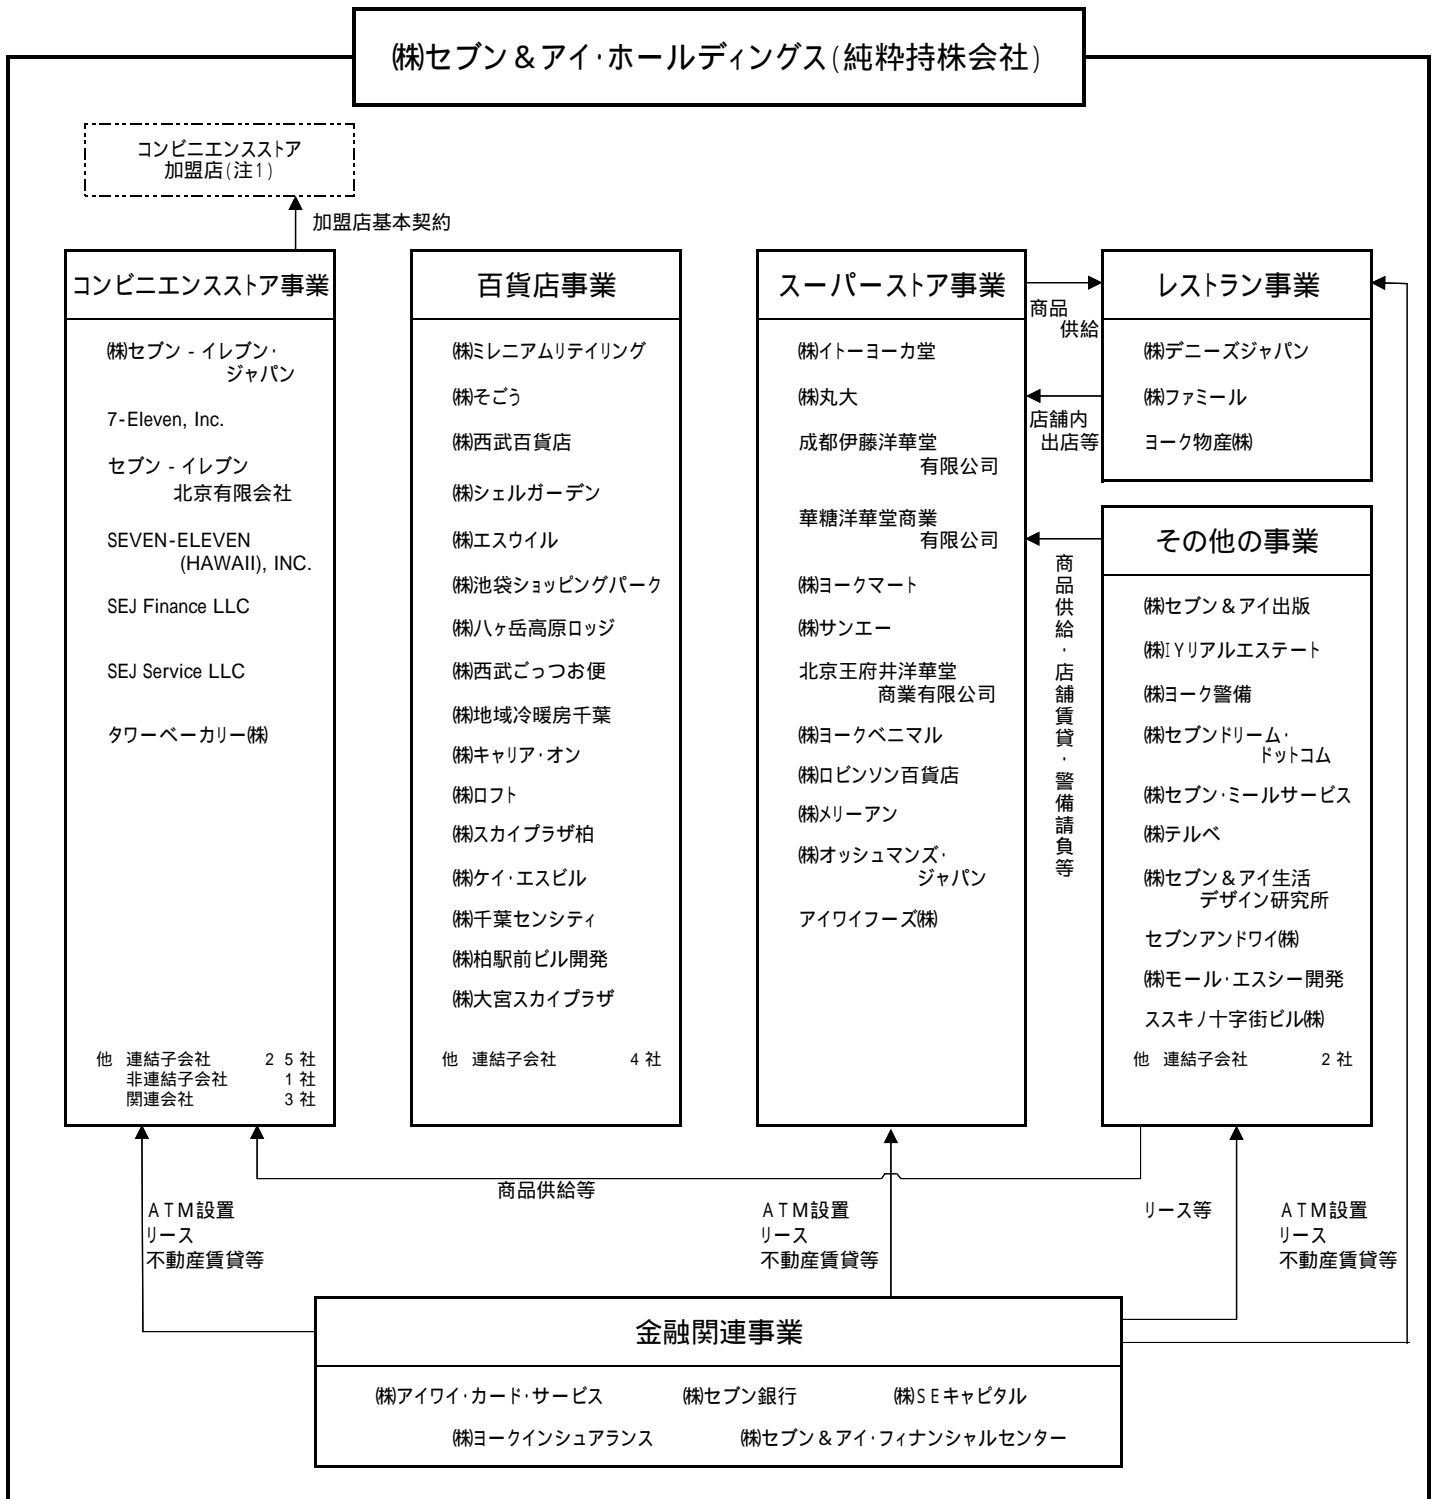 ㈱セブン＆アイ・ホールディングス(純粋持株会社)
コンビニエンスストア
加盟店(注1)
加盟店基本契約
コンビニエンスストア事業
㈱セブン - イレブン・
ジャパン
7-Eleven, Inc.
セブン - イレブン
北京有限会社
SEVEN-ELEVEN
(HAWAII), INC.
SEJ Finance LLC
SEJ Service LLC
タワーベーカリー㈱
他 連結子会社 25社
非連結子会社 1社
関連会社 3社
百貨店事業
㈱ミレニアムリテイリング
㈱そごう
㈱西武百貨店
㈱シェルガーデン
㈱エスウイル
㈱池袋ショッピングパーク
㈱八ヶ岳高原ロッジ
㈱西武ごっつお便
㈱地域冷暖房千葉
㈱キャリア・オン
㈱ロフト
㈱スカイプラザ柏
㈱ケイ・エスビル
㈱千葉センシティ
㈱柏駅前ビル開発
㈱大宮スカイプラザ
他 連結子会社 4社
スーパーストア事業
㈱イトーヨーカ堂
㈱丸大
成都伊藤洋華堂
有限公司
華糖洋華堂商業
有限公司
㈱ヨークマート
㈱サンエー
北京王府井洋華堂
商業有限公司
㈱ヨークベニマル
㈱ロビンソン百貨店
㈱メリーアン
㈱オッシュマンズ・
ジャパン
アイワイフーズ㈱
商品
供給
店舗内
出店等
商品供給・店舗賃貸・警備請負等
レストラン事業
㈱デニーズジャパン
㈱ファミール
ヨーク物産㈱
その他の事業
㈱セブン＆アイ出版
㈱IYリアルエステート
㈱ヨーク警備
㈱セブンドリーム・
ドットコム
㈱セブン・ミールサービス
㈱テルベ
㈱セブン＆アイ生活
デザイン研究所
セブンアンドワイ㈱
㈱モール・エスシー開発
ススキノ十字街ビル㈱
他 連結子会社 2社
商品供給等
ATM設置
リース
不動産賃貸等
ATM設置
リース
不動産賃貸等
リース等
ATM設置
リース
不動産賃貸等
金融関連事業
㈱アイワイ・カード・サービス ㈱セブン銀行 ㈱SEキャピタル
㈱ヨークインシュアランス ㈱セブン＆アイ・フィナンシャルセンター